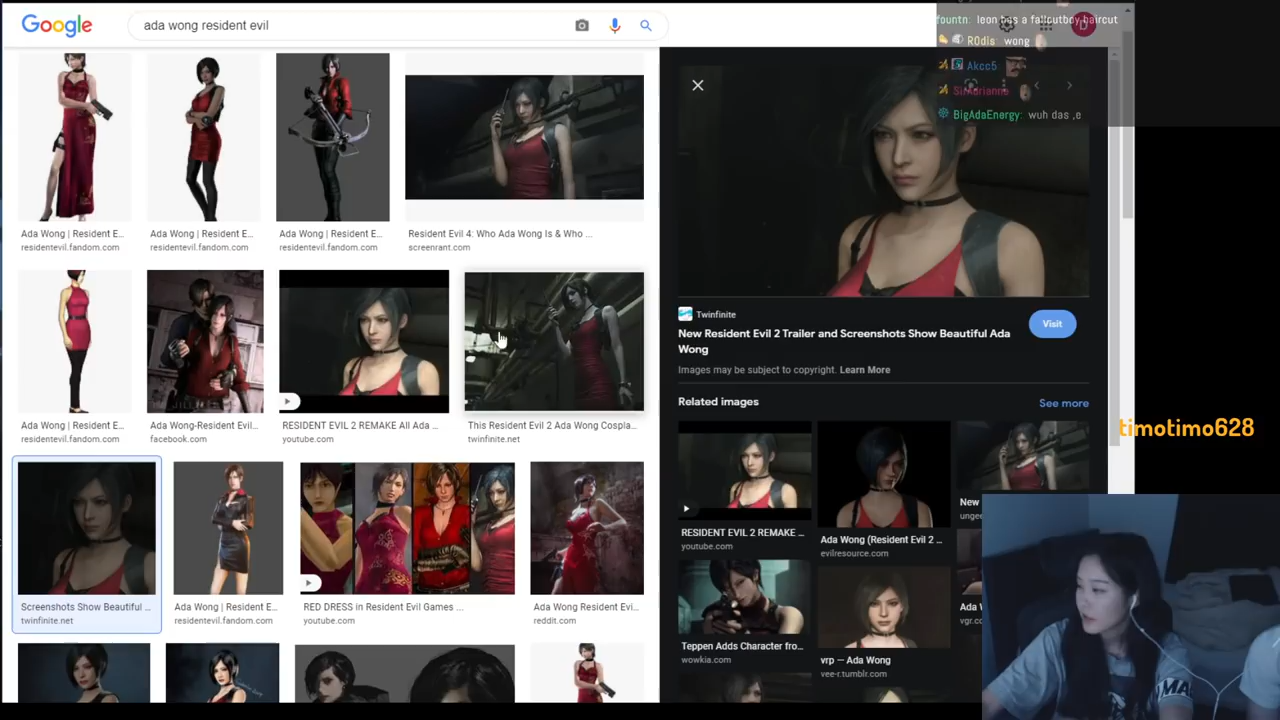 Google
ada wong resident evil
fountn: leon has a falloutboy haircut
R0dis wong
Akcc5
SirAdrianna
BigAdaEnergy: wuh das ,e
D
Ada Wong | Resident E...
residentevil.fandom.com
Ada Wong | Resident E...
residentevil.fandom.com
Ada Wong | Resident E...
residentevil.fandom.com
Resident Evil 4: Who Ada Wong Is & Who ...
screenrant.com
Ada Wong | Resident E...
residentevil.fandom.com
Ada Wong-Resident Evil...
facebook.com
RESIDENT EVIL 2 REMAKE All Ada ...
youtube.com
This Resident Evil 2 Ada Wong Cospla...
twinfinite.net
Screenshots Show Beautiful ...
twinfinite.net
Ada Wong | Resident E...
residentevil.fandom.com
RED DRESS in Resident Evil Games ...
youtube.com
Ada Wong Resident Evi...
reddit.com
Twinfinite
New Resident Evil 2 Trailer and Screenshots Show Beautiful Ada
Wong
Visit
Images may be subject to copyright. Learn More
Related images
See more
RESIDENT EVIL 2 REMAKE ...
youtube.com
Ada Wong (Resident Evil 2 ...
evilresource.com
New
ungee
Teppen Adds Character fro...
wowkia.com
vrp — Ada Wong
vee-r.tumblr.com
Ada W
vgr.c
timotimo628